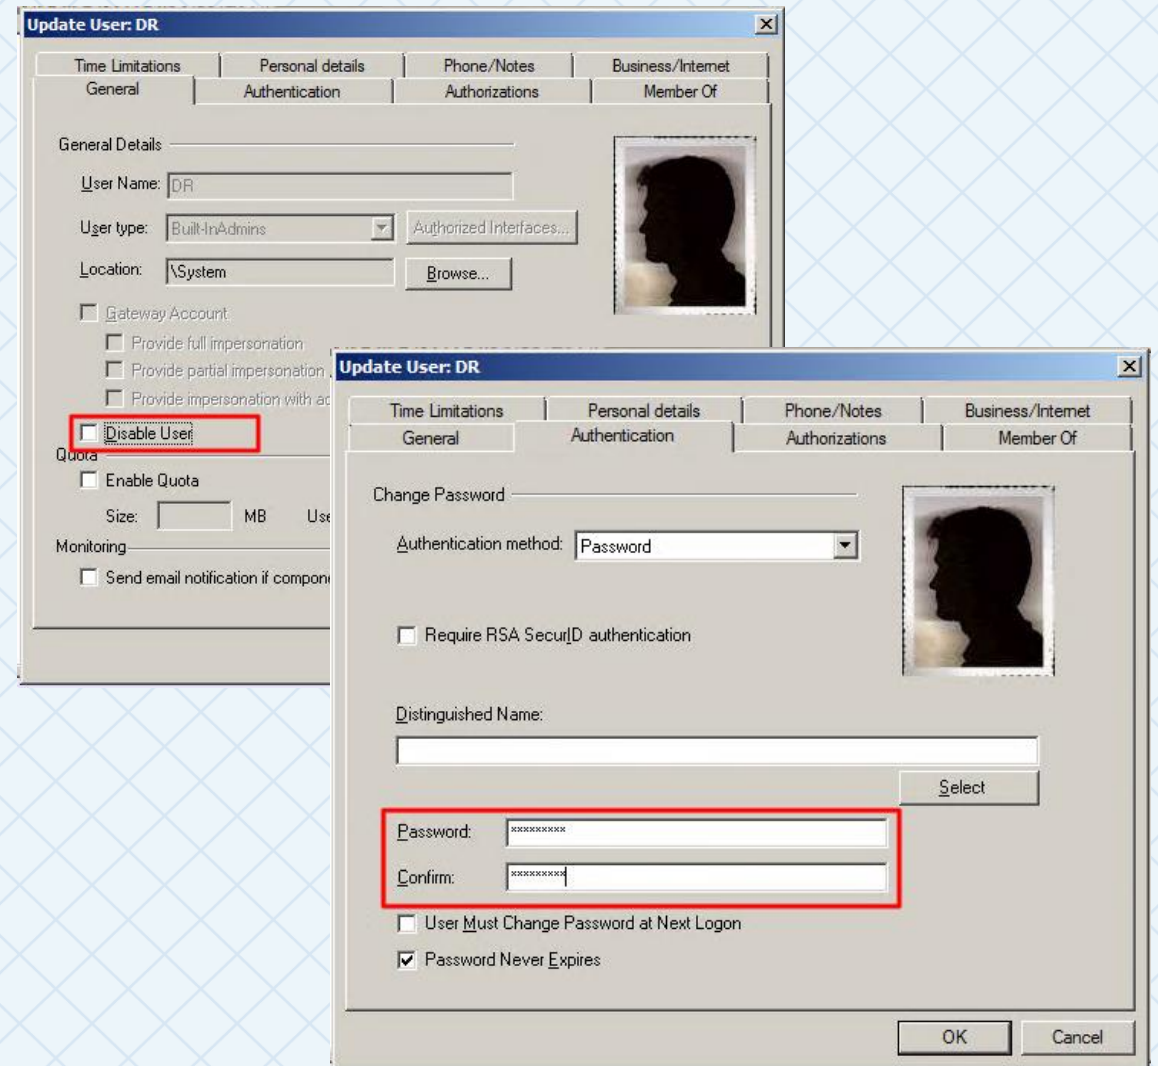 Update User: DR
Time Limitations Personal details Phone/Notes Business/Internet
General Authentication Authorizations Member Of
General Details
User Name: DR
User type: Built-InAdmins Authorized Interfaces...
Location: \System Browse...
Gateway Account
Provide full impersonation
Provide partial impersonation
Provide impersonation with
Disable User
Quota
Enable Quota
Size: MB
Monitoring
Send email notification if
Update User: DR
Time Limitations Personal details Phone/Notes Business/Internet
General Authentication Authorizations Member Of
Change Password
Authentication method: Password
Require RSA SecurID authentication
Distinguished Name:
Select
Password: *********
Confirm: *********
User Must Change Password at Next Logon
Password Never Expires
OK Cancel